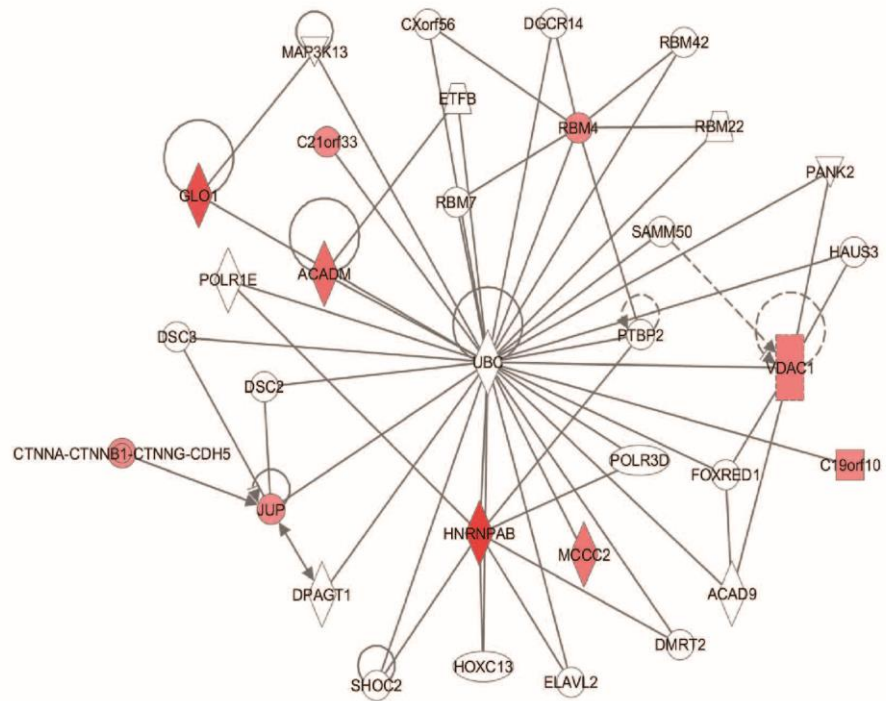 CXorf56
DGCR14
RBM42
MAP3K13
ETFB
RBM4
RBM22
C21orf33
PANK2
GLO1
RBM7
SAMM50
HAUS3
ACADM
POLR1E
PTBP2
DSC3
UBC
VDAC1
DSC2
CTNNA-CTNNB1-CTNNG-CDH5
POLR3D
FOXRED1
C19orf10
JUP
HNRNPAB
MCCC2
DPAGT1
ACAD9
DMRT2
HOXC13
SHOC2
ELAVL2